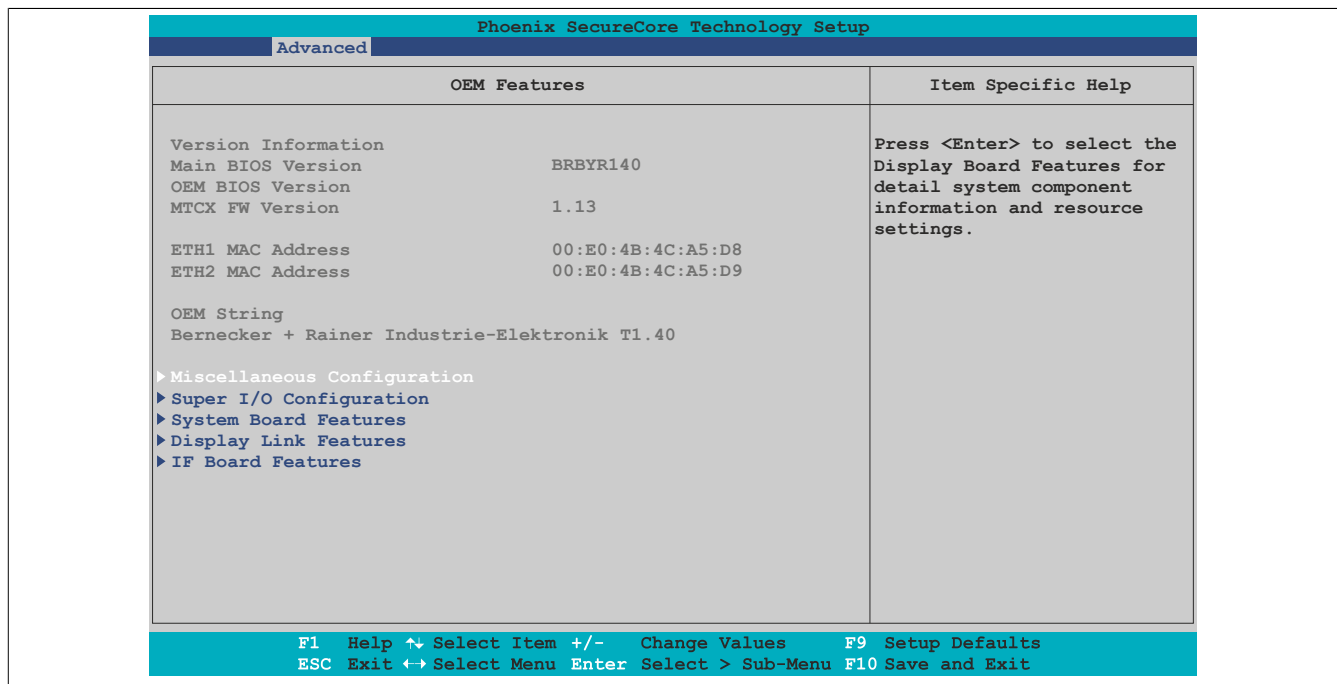 Phoenix SecureCore Technology Setup
Advanced
OEM Features
Item Specific Help
Version Information
Main BIOS Version BRBYR140
OEM BIOS Version
MTCX FW Version 1.13
ETH1 MAC Address 00:E0:4B:4C:A5:D8
ETH2 MAC Address 00:E0:4B:4C:A5:D9
OEM String
Bernecker + Rainer Industrie-Elektronik T1.40
Miscellaneous Configuration
Super I/O Configuration
System Board Features
Display Link Features
IF Board Features
Press <Enter> to select the
Display Board Features for
detail system component
information and resource
settings.
F1 Help ↑↓ Select Item +/- Change Values F9 Setup Defaults
ESC Exit ↔ Select Menu Enter Select > Sub-Menu F10 Save and Exit